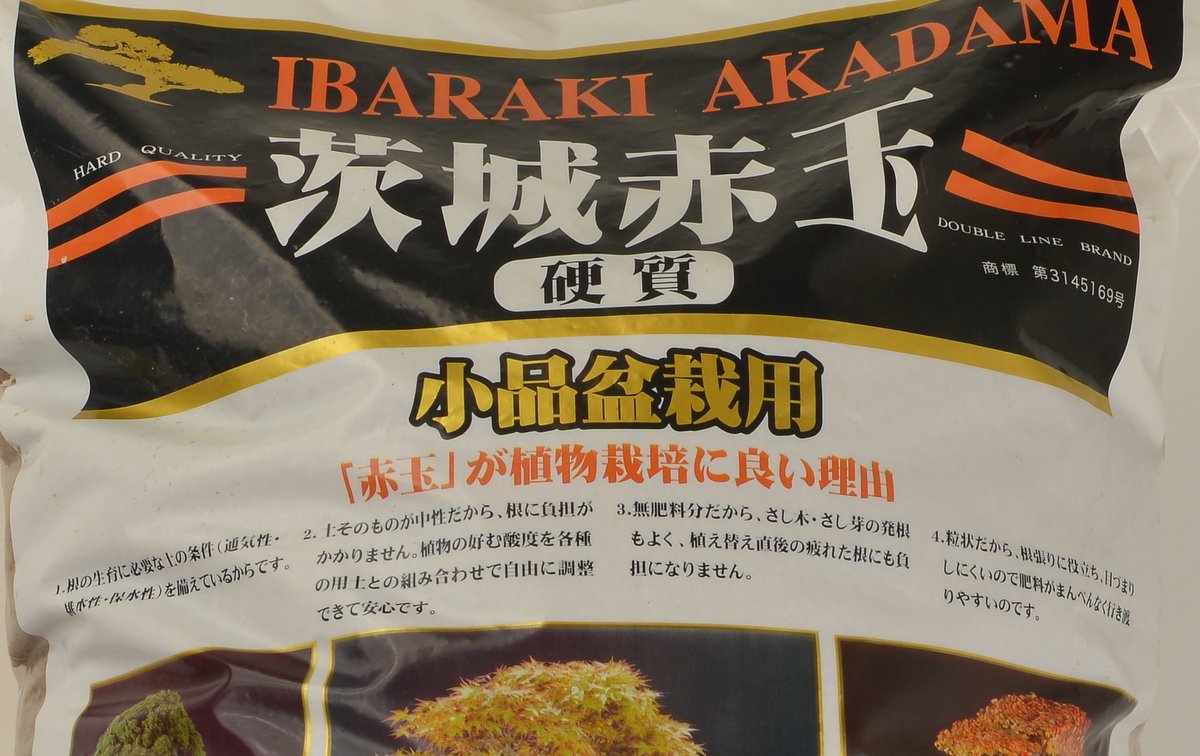 IBARAKI AKADAMA
HARD QUALITY
茨城赤玉
DOUBLE LINE BRAND
商標 第3145169号
硬質
小品盆栽用
「赤玉」が植物栽培に良い理由
1.根の生育に必要な土の条件(通気性・
排水性・保水性)を備えているからです。
2.土そのものが中性だから、根に負担が
かかりません。植物の好む酸度を各種
の用土との組み合わせで自由に調整
できて安心です。
3.無肥料分だから、さし木・さし芽の発根
もよく、植え替え直後の疲れた根にも負
担になりません。
4.粒状だから、根張りに役立ち、目づまり
しにくいので肥料がまんべんなく行き渡
りやすいのです。